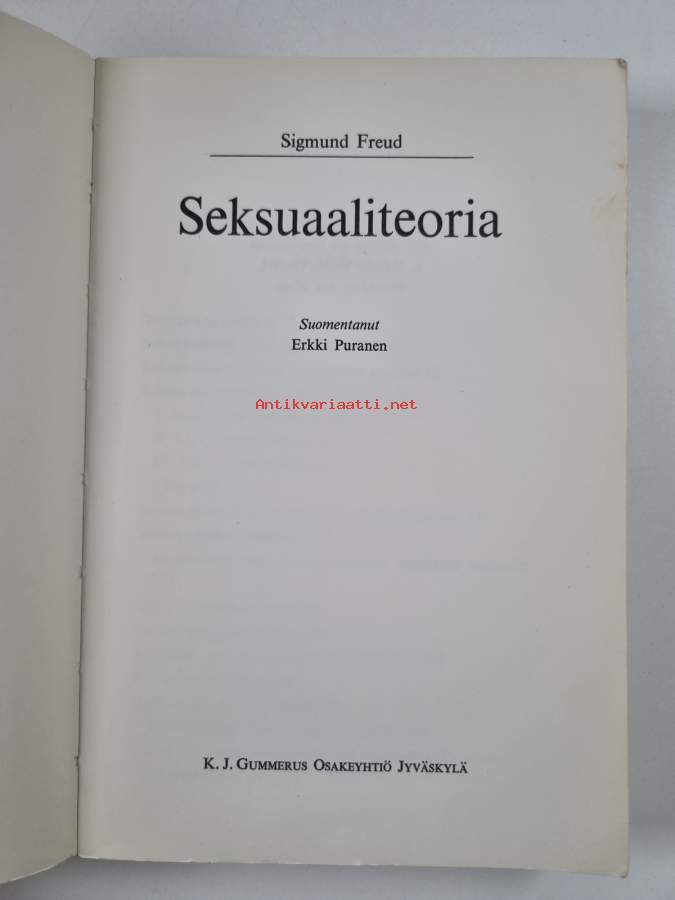 Sigmund Freud
Seksuaaliteoria
Suomentanut
Erkki Puranen
Antikvariaatti.net
K. J. GUMMERUS OSAKEYHTIÖ JYVÄSKYLÄ